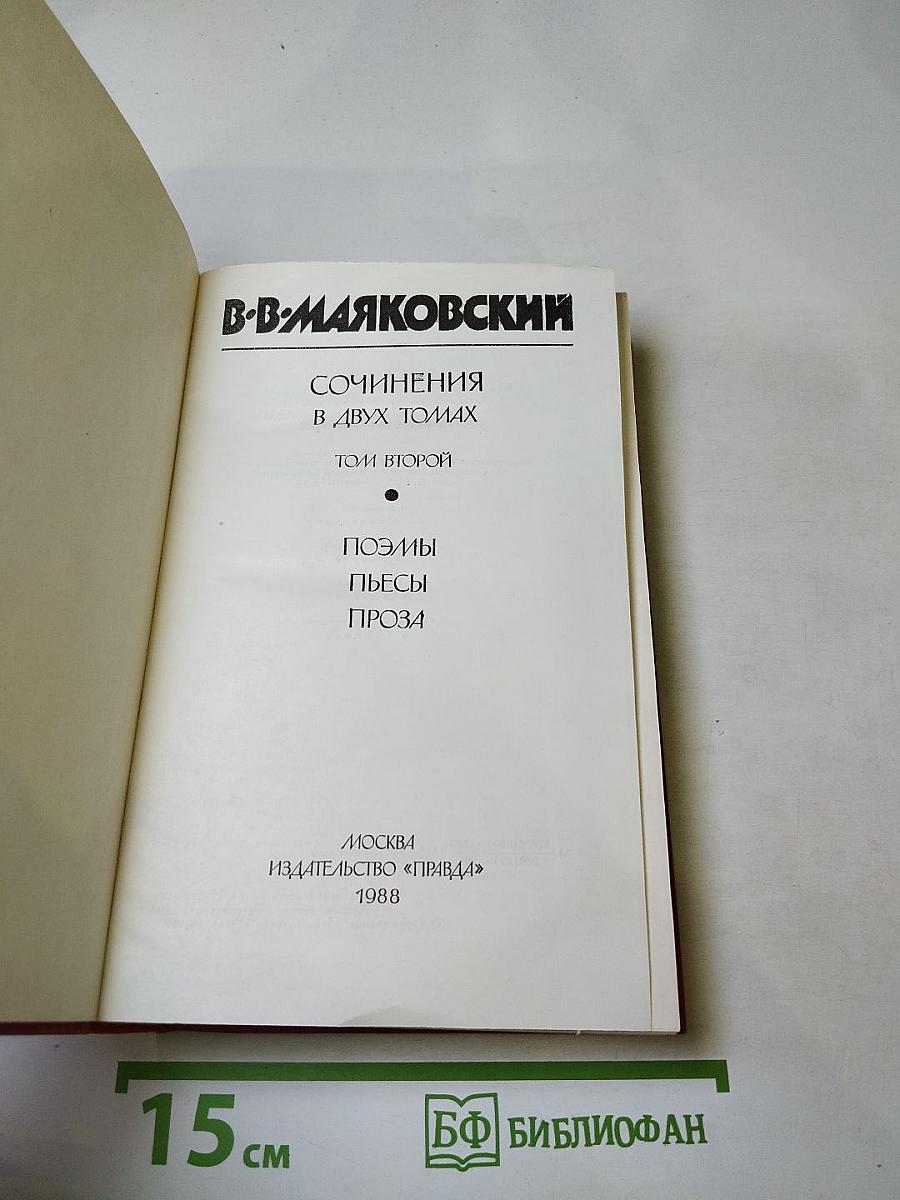 В·В·МАЯКОВСКИЙ
СОЧИНЕНИЯ
В ДВУХ ТОМАХ
ТОМ ВТОРОЙ
ПОЭМЫ
ПЬЕСЫ
ПРОЗА
МОСКВА
ИЗДАТЕЛЬСТВО «ПРАВДА»
1988
15 см
БФ БИБЛИОФАН